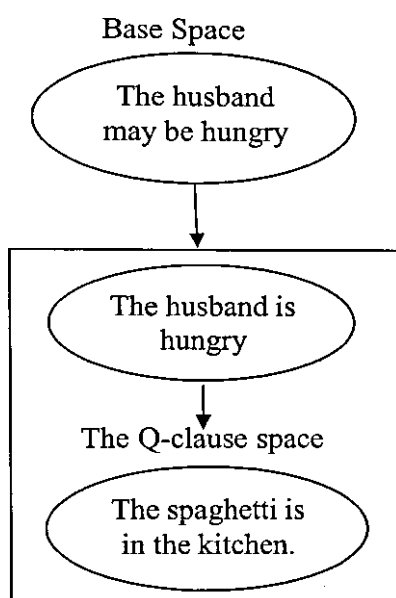 Base Space
The husband
may be hungry
The husband is
hungry
The Q-clause space
The spaghetti is
in the kitchen.